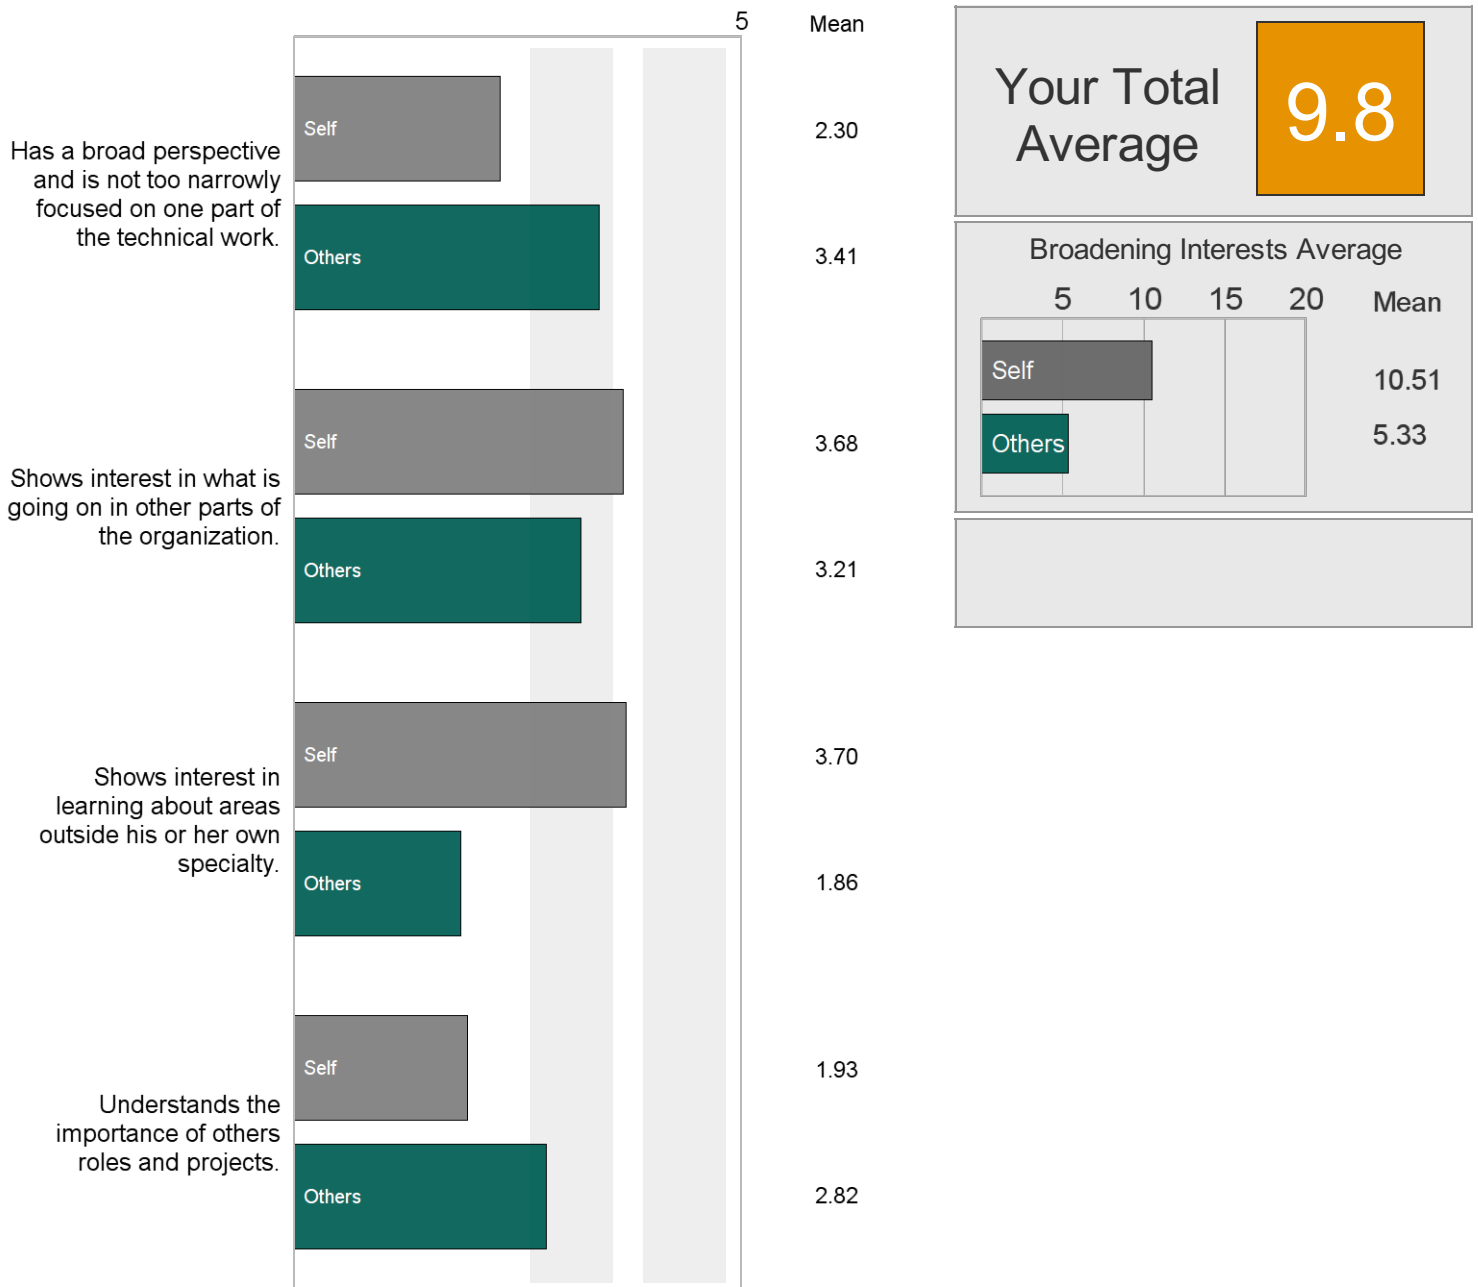 5
Mean
Has a broad perspective
and is not too narrowly
focused on one part of
the technical work.
Self
2.30
Others
3.41
Shows interest in what is
going on in other parts of
the organization.
Self
3.68
Others
3.21
Shows interest in
learning about areas
outside his or her own
specialty.
Self
3.70
Others
1.86
Understands the
importance of others
roles and projects.
Self
1.93
Others
2.82
Your Total
Average
9.8
Broadening Interests Average
5 10 15 20 Mean
Self 10.51
Others 5.33